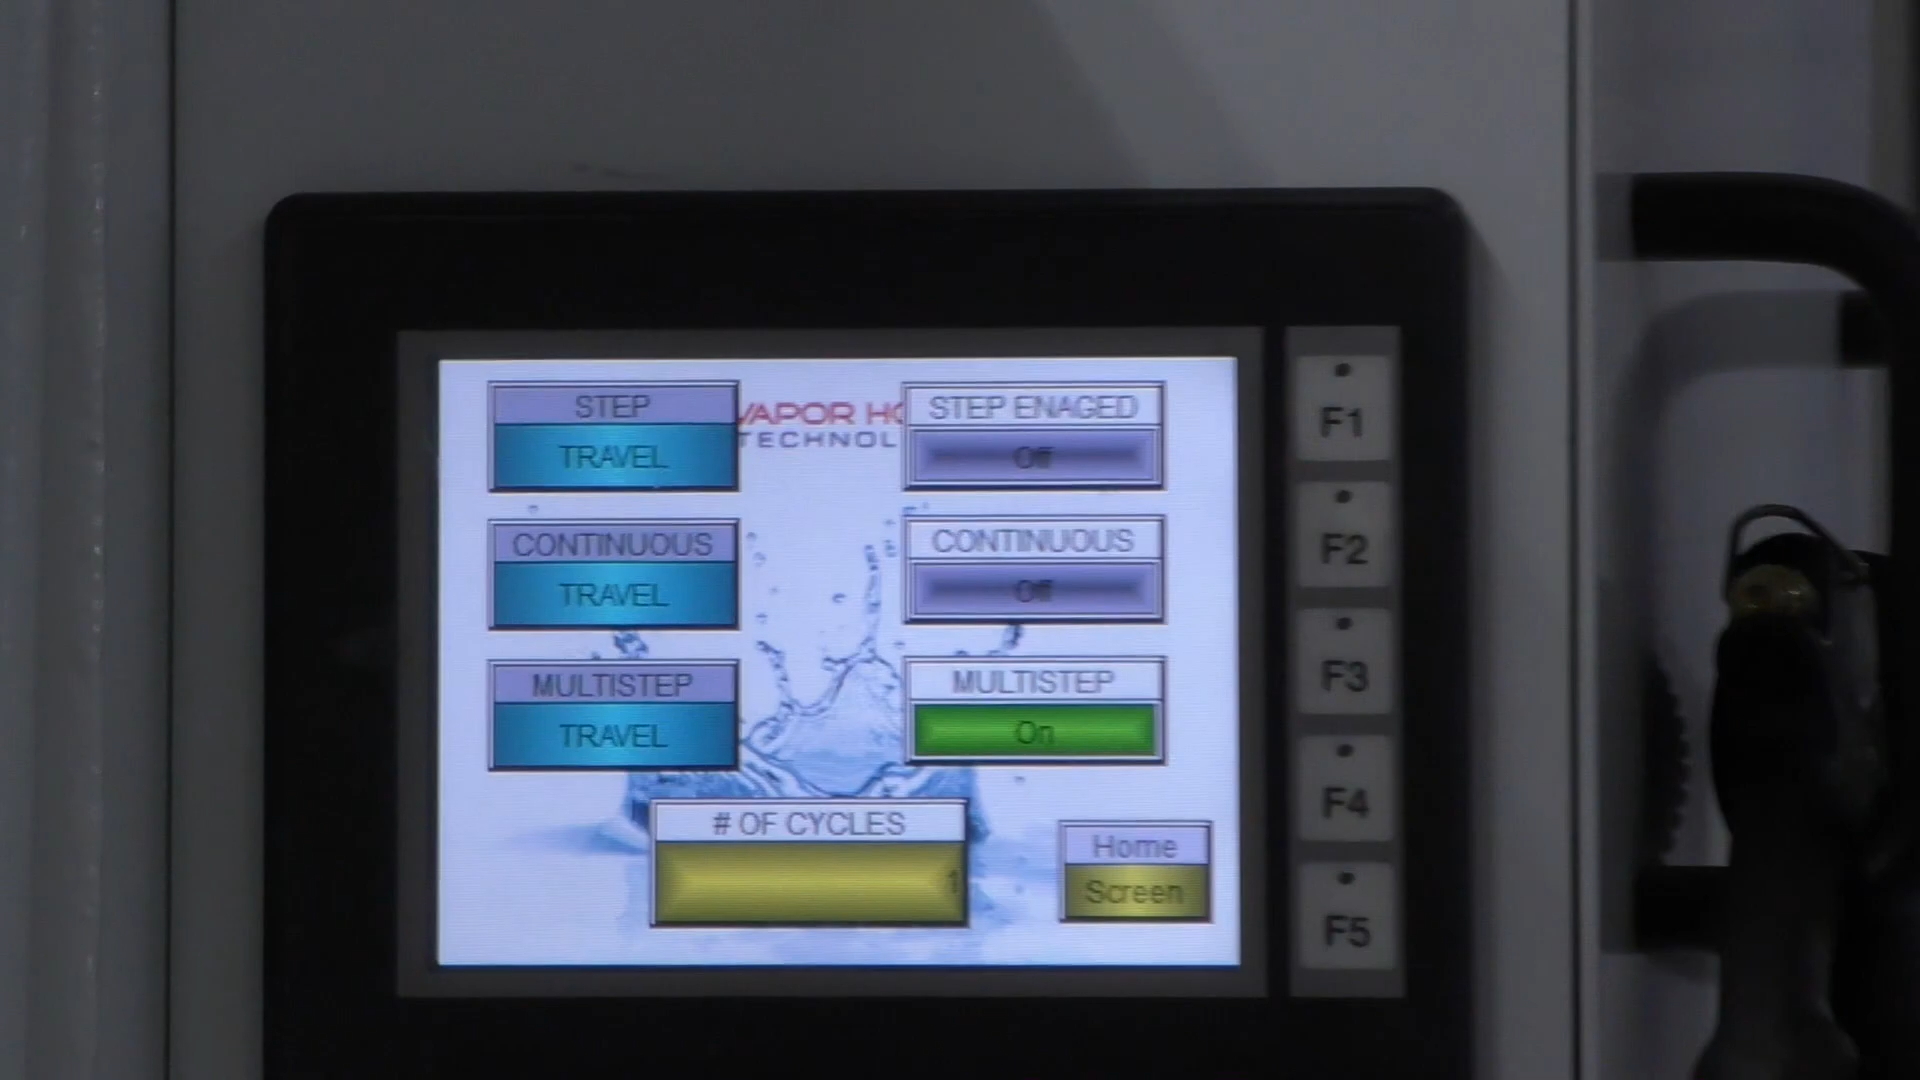 STEP
TRAVEL
VAPOR HO
TECHNOL
STEP ENAGED
Off
CONTINUOUS
TRAVEL
CONTINUOUS
Off
MULTISTEP
TRAVEL
MULTISTEP
On
# OF CYCLES
1
Home
Screen
F1
F2
F3
F4
F5